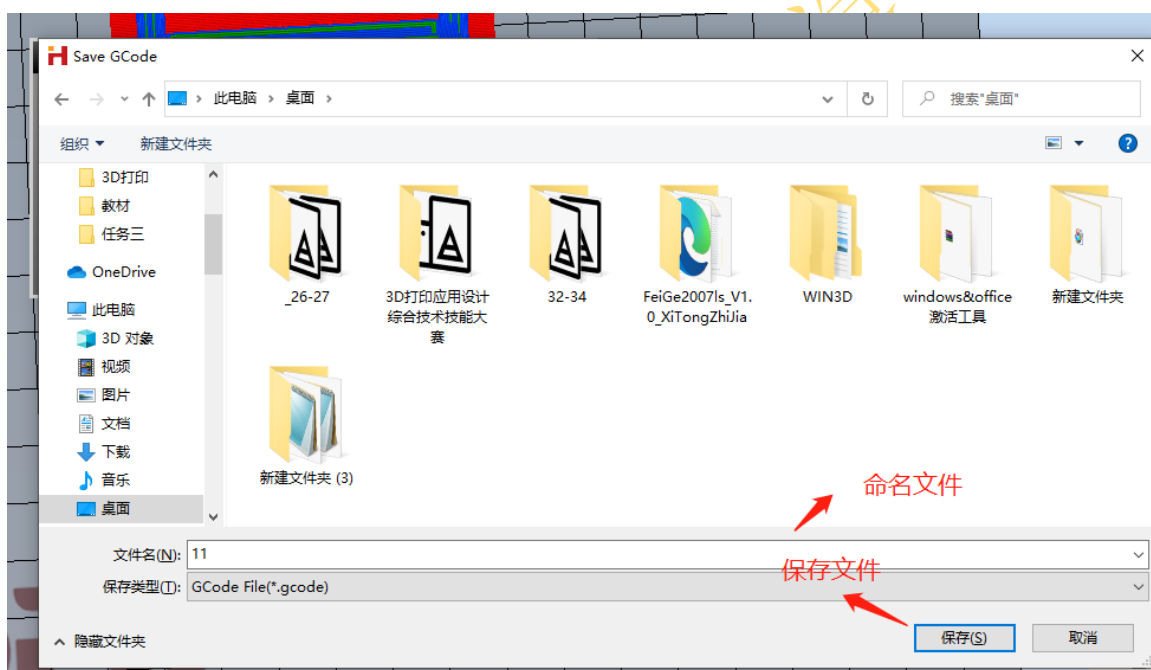 Save GCode
此电脑 › 桌面 ›
搜索"桌面"
组织
新建文件夹
3D打印
教材
任务三
OneDrive
此电脑
3D 对象
视频
图片
文档
下载
音乐
桌面
_26-27
3D打印应用设计
综合技术技能大
赛
32-34
FeiGe2007ls_V1.
0_XiTongZhiJia
WIN3D
windows&office
激活工具
新建文件夹
新建文件夹 (3)
命名文件
文件名(N):
11
保存文件
保存类型(T):
GCode File(*.gcode)
隐藏文件夹
保存(S)
取消